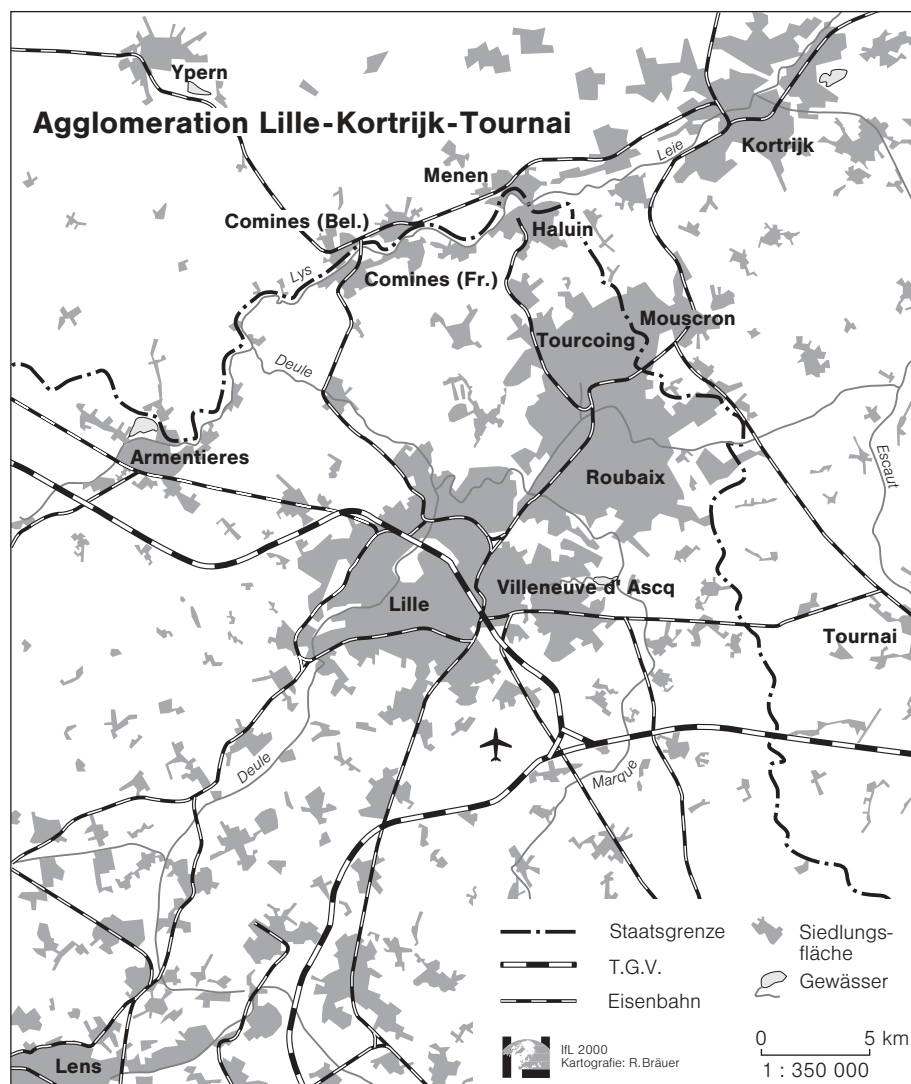 Ypern
Agglomeration Lille-Kortrijk-Tournai
Kortrijk
Leie
Menen
Comines (Bel.)
Haluin
Lys
Comines (Fr.)
Mouscron
Tourcoing
Deule
Armentieres
Roubaix
Escaut
Villeneuve d' Ascq
Lille
Tournai
Deule
Marque
Lens
Staatsgrenze
T.G.V.
Eisenbahn
Siedlungs-
fläche
Gewässer
IfL 2000
Kartografie: R.Bräuer
0 5 km
1 : 350 000